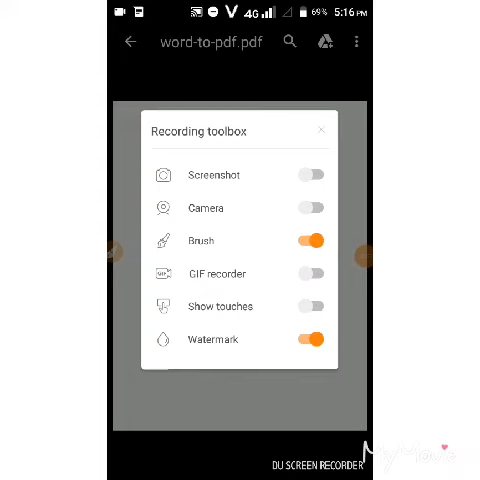 4G 69% 5:16 PM
word-to-pdf.pdf
Recording toolbox
Screenshot
Camera
Brush
GIF GIF recorder
Show touches
Watermark
My Movie
DU SCREEN RECORDER